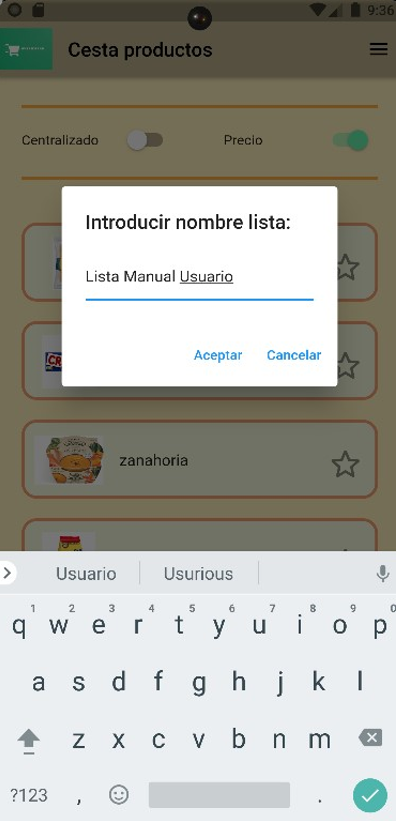 9:36
Cesta productos
Centralizado
Precio
Introducir nombre lista:
Lista Manual Usuario
Aceptar
Cancelar
zanahoria
Usuario
Usurious
1 2 3 4 5 6 7 8 9 0
q w e r t y u i o p
a s d f g h j k l
z x c v b n m
?123 , .